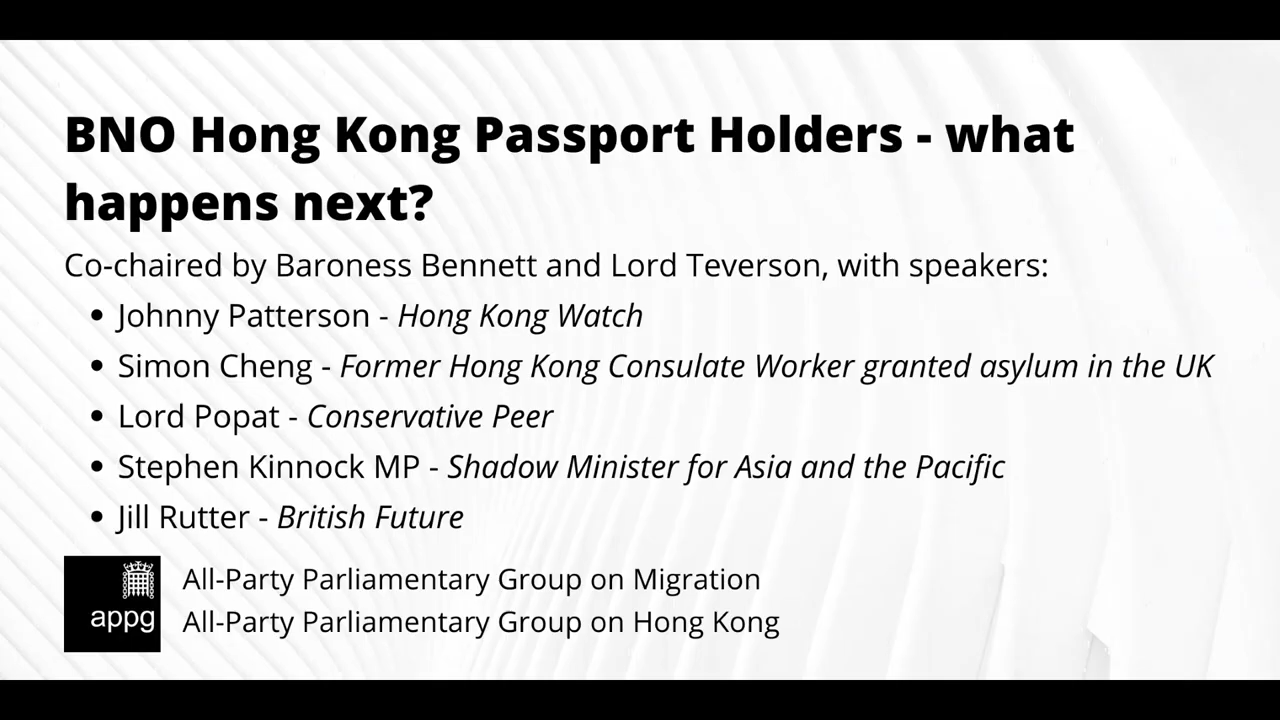 BNO Hong Kong Passport Holders - what
happens next?
Co-chaired by Baroness Bennett and Lord Teverson, with speakers:
• Johnny Patterson - Hong Kong Watch
• Simon Cheng - Former Hong Kong Consulate Worker granted asylum in the UK
• Lord Popat - Conservative Peer
• Stephen Kinnock MP - Shadow Minister for Asia and the Pacific
• Jill Rutter - British Future
appg
All-Party Parliamentary Group on Migration
All-Party Parliamentary Group on Hong Kong